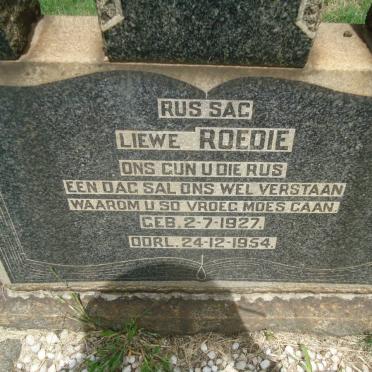 RUS SAG
LIEWE ROEDIE
ONS GUN U DIE RUS
EEN DAG SAL ONS WEL VERSTAAN
WAAROM U SO VROEG MOES GAAN.
GEB. 2-7-1927.
OORL. 24-12-1954.